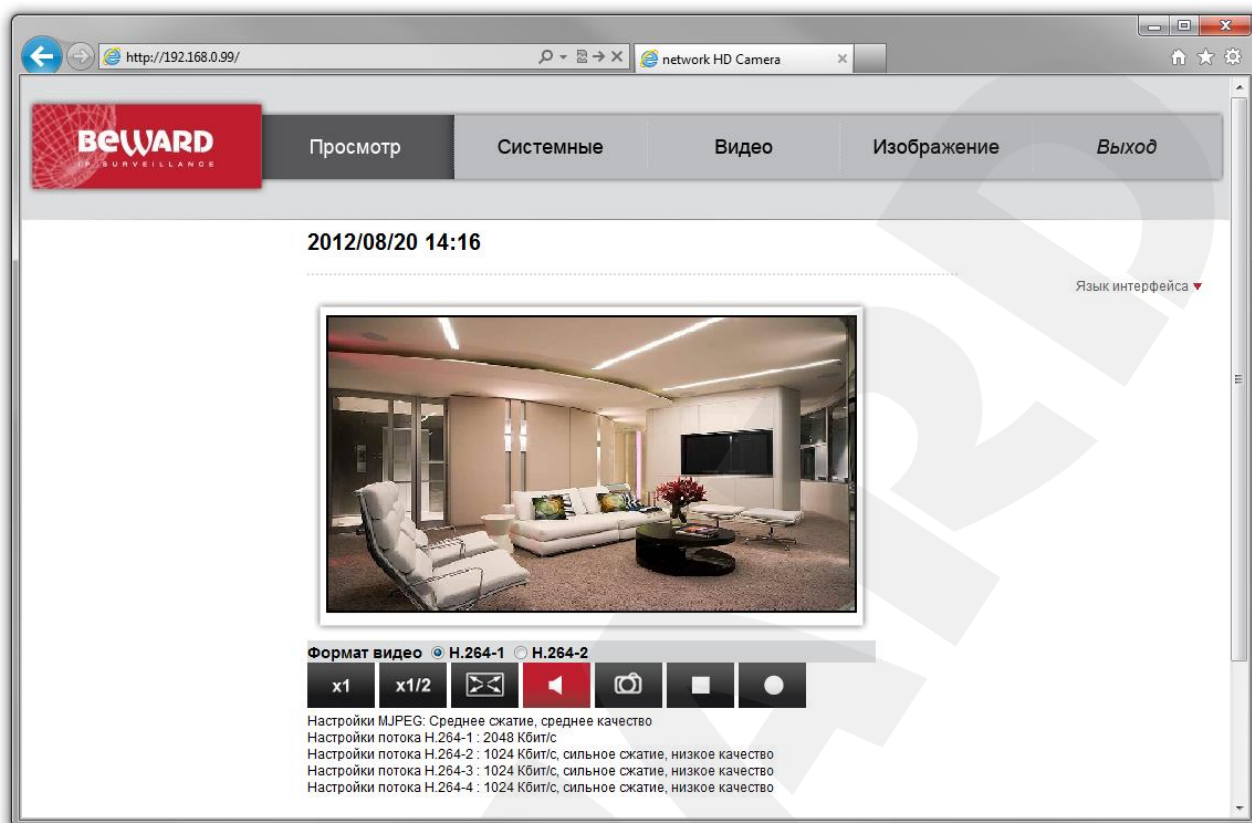 http://192.168.0.99/
network HD Camera
BEWARD
IP SURVEILLANCE
Просмотр
Системные
Видео
Изображение
Выход
2012/08/20 14:16
Язык интерфейса
Формат видео H.264-1 H.264-2
x1 x1/2
Настройки MJPEG: Среднее сжатие, среднее качество
Настройки потока H.264-1 : 2048 Кбит/с
Настройки потока H.264-2 : 1024 Кбит/с, сильное сжатие, низкое качество
Настройки потока H.264-3 : 1024 Кбит/с, сильное сжатие, низкое качество
Настройки потока H.264-4 : 1024 Кбит/с, сильное сжатие, низкое качество